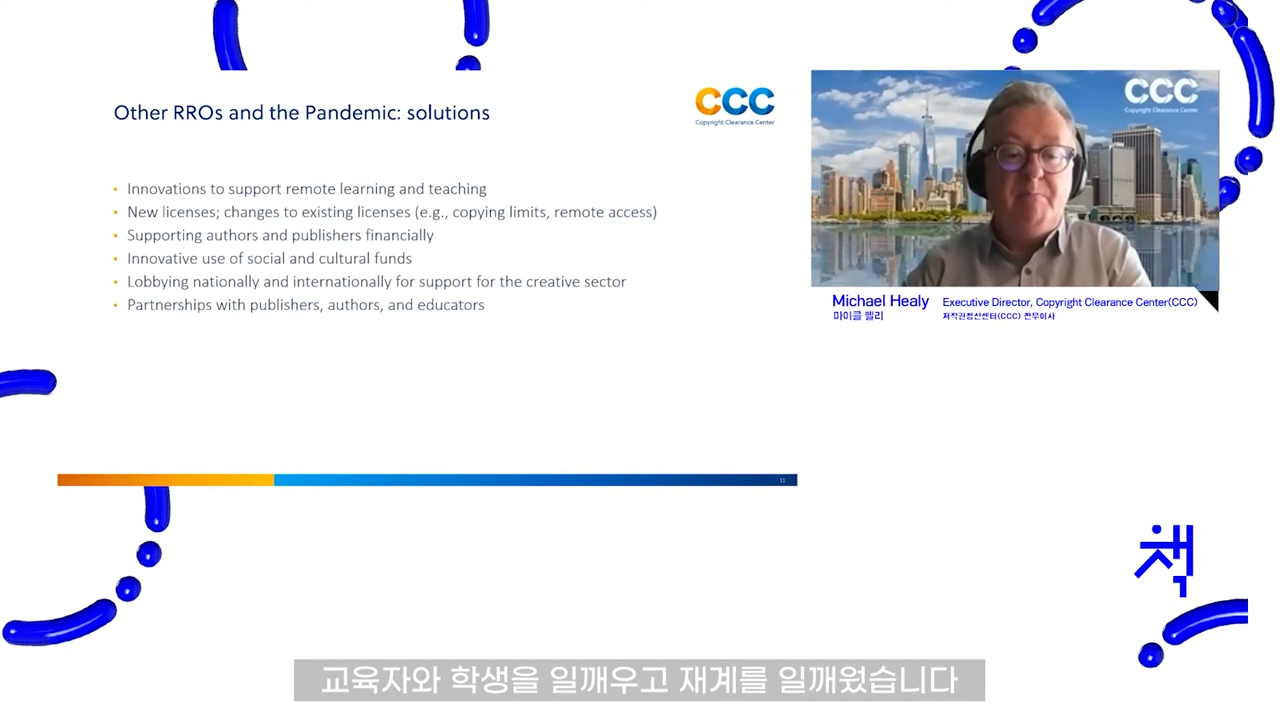 Other RROs and the Pandemic: solutions
CCC
Copyright Clearance Center
• Innovations to support remote learning and teaching
• New licenses; changes to existing licenses (e.g., copying limits, remote access)
• Supporting authors and publishers financially
• Innovative use of social and cultural funds
• Lobbying nationally and internationally for support for the creative sector
• Partnerships with publishers, authors, and educators
11
CCC
Copyright Clearance Center
Michael Healy Executive Director, Copyright Clearance Center(CCC)
마이클 힐리 저작권정산센터(CCC) 전무이사
책
교육자와 학생을 일깨우고 재계를 일깨웠습니다